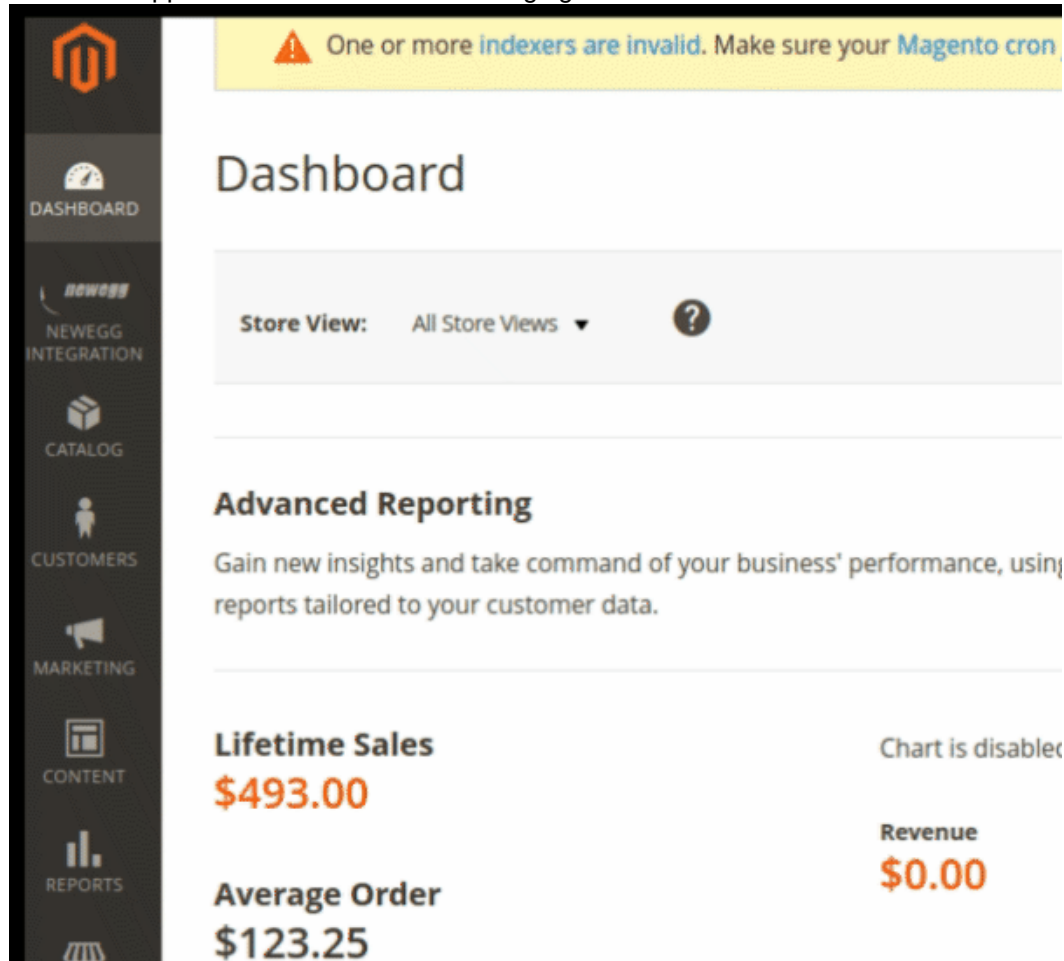 One or more indexers are invalid. Make sure your Magento cron
Dashboard
DASHBOARD
newegg
NEWEGG
INTEGRATION
Store View: All Store Views ?
CATALOG
Advanced Reporting
CUSTOMERS
Gain new insights and take command of your business' performance, using
reports tailored to your customer data.
MARKETING
Lifetime Sales
$493.00
Chart is disabled
CONTENT
Revenue
$0.00
REPORTS
Average Order
$123.25